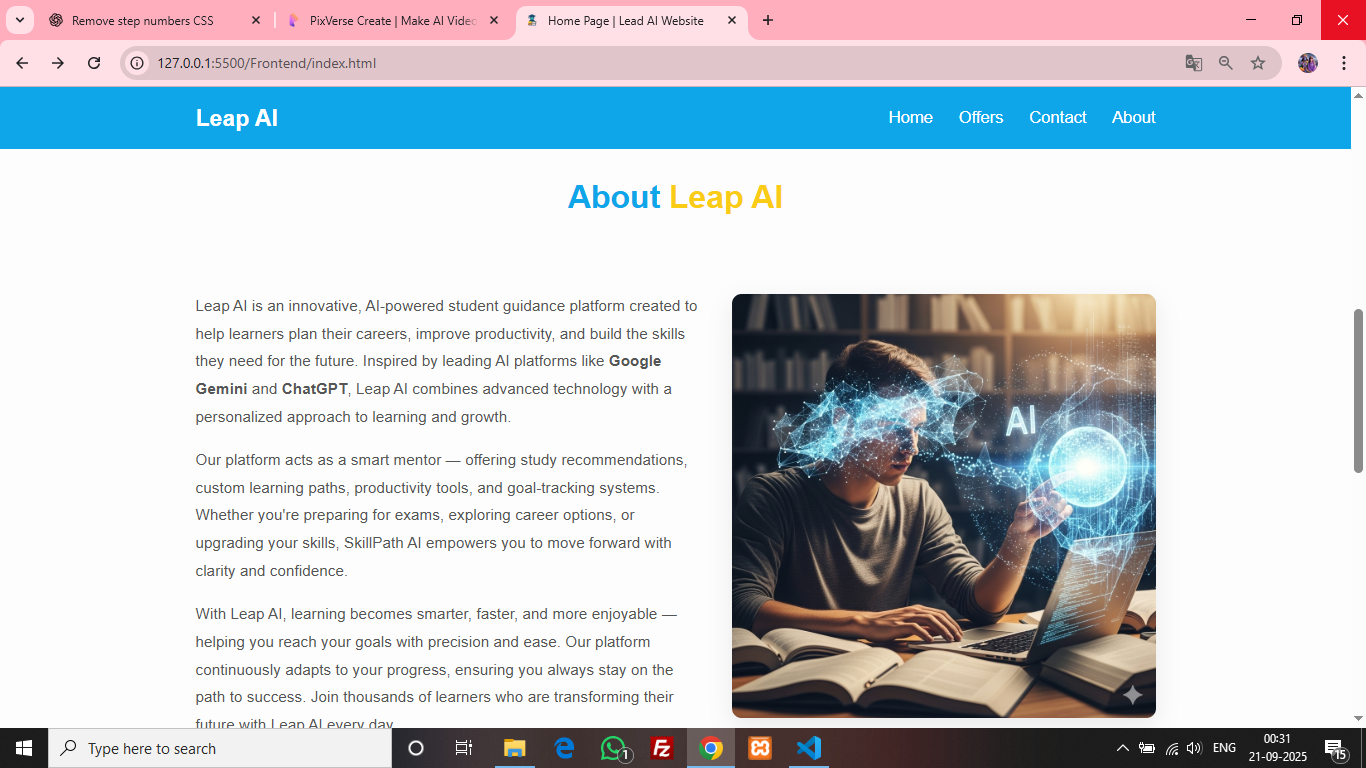 Remove step numbers CSS
PixVerse Create | Make AI Video
Home Page | Lead AI Website
127.0.0.1:5500/Frontend/index.html
Leap AI
Home Offers Contact About
About Leap AI
Leap AI is an innovative, AI-powered student guidance platform created to
help learners plan their careers, improve productivity, and build the skills
they need for the future. Inspired by leading AI platforms like Google
Gemini and ChatGPT, Leap AI combines advanced technology with a
personalized approach to learning and growth.
Our platform acts as a smart mentor — offering study recommendations,
custom learning paths, productivity tools, and goal-tracking systems.
Whether you're preparing for exams, exploring career options, or
upgrading your skills, SkillPath AI empowers you to move forward with
clarity and confidence.
With Leap AI, learning becomes smarter, faster, and more enjoyable —
helping you reach your goals with precision and ease. Our platform
continuously adapts to your progress, ensuring you always stay on the
path to success. Join thousands of learners who are transforming their
future with Leap AI every day.
AI
Type here to search
1
Fz
ENG
00:31
21-09-2025
15